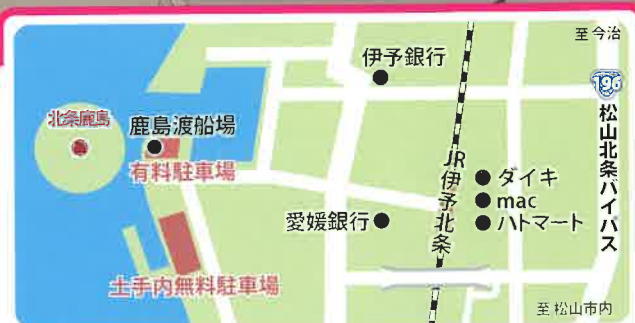 至 今治
伊予銀行
196
松山北条バイパス
北条鹿島
鹿島渡船場
有料駐車場
JR伊予北条
ダイキ
mac
ハトマート
愛媛銀行
土手内無料駐車場
至 松山市内